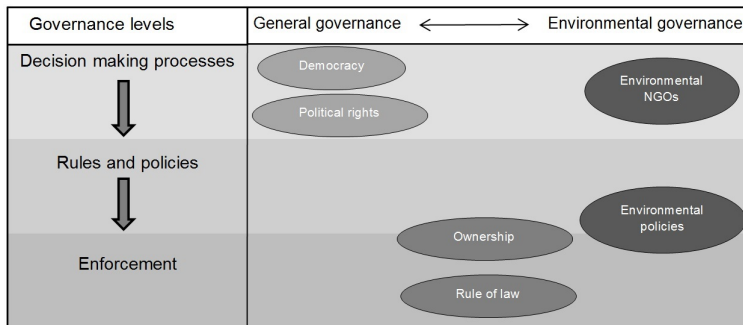 Governance levels
General governance
Environmental governance
Decision making processes
Democracy
Political rights
Environmental
NGOs
Rules and policies
Environmental
policies
Ownership
Enforcement
Rule of law